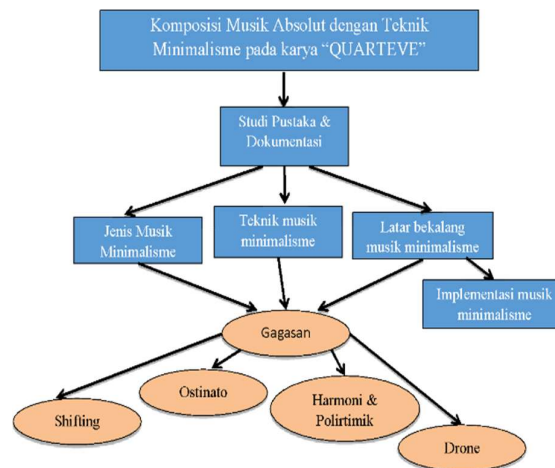 Komposisi Musik Absolut dengan Teknik
Minimalisme pada karya “QUARTEVE”
Studi Pustaka &
Dokumentasi
Jenis Musik
Minimalisme
Teknik musik
minimalisme
Latar bekalang
musik minimalisme
Implementasi musik
minimalisme
Gagasan
Shifting
Ostinato
Harmoni &
Polirtimik
Drone